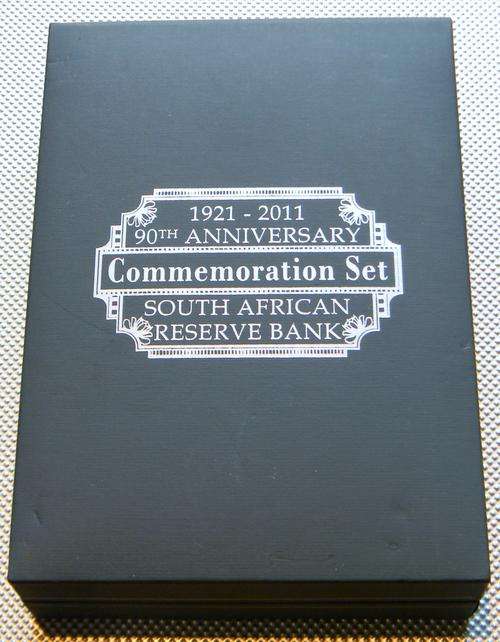 1921 - 2011
90TH ANNIVERSARY
Commemoration Set
SOUTH AFRICAN
RESERVE BANK